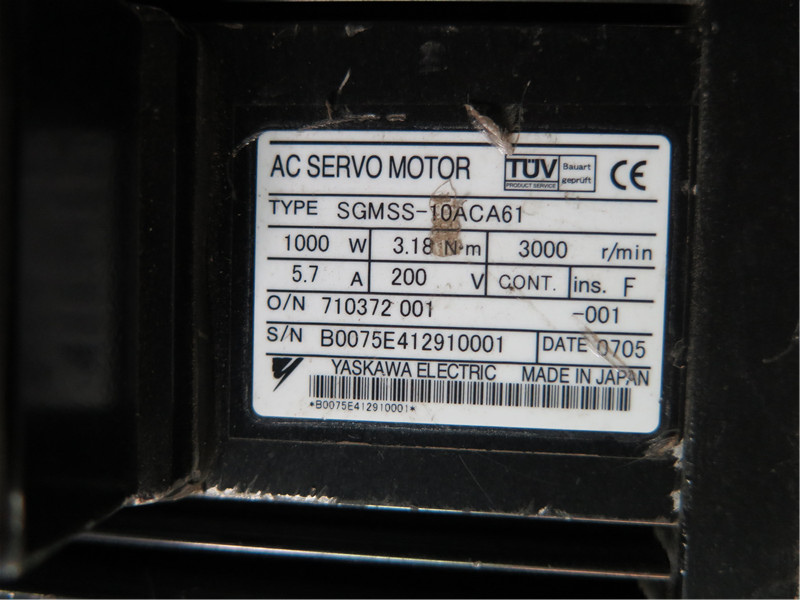 AC SERVO MOTOR TÜV PRODUCT SERVICE Bauart geprüft CE
TYPE SGMSS-10ACA61
1000 W 3.18 N·m 3000 r/min
5.7 A 200 V CONT. ins. F
O/N 710372 001 -001
S/N B0075E412910001 DATE 0705
YASKAWA ELECTRIC MADE IN JAPAN
*B0075E412910001*